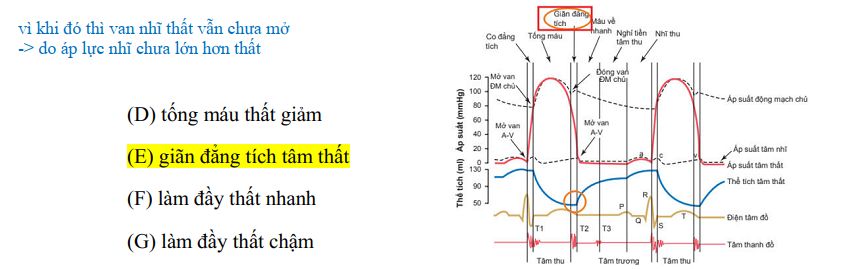 vì khi đó thì van nhĩ thất vẫn chưa mở
-> do áp lực nhĩ chưa lớn hơn thất
(D) tống máu thất giảm
(E) giãn đẳng tích tâm thất
(F) làm đầy thất nhanh
(G) làm đầy thất chậm
Giãn đẳng
tích
Co đẳng
tích
Tống máu
Máu về
nhanh
Nghỉ tiền
tâm thu
Nhĩ thu
Áp suất (mmHg)
120
100
80
60
40
20
0
Mở van
ĐM chủ
Đóng van
ĐM chủ
Mở van
A-V
Mở van
A-V
a
c
v
Áp suất động mạch chủ
Áp suất tâm nhĩ
Áp suất tâm thất
Thể tích (ml)
130
90
50
Thể tích tâm thất
P
Q
R
S
T
Điện tâm đồ
T1
T2
T3
Tâm thanh đồ
Tâm thu
Tâm trương
Tâm thu